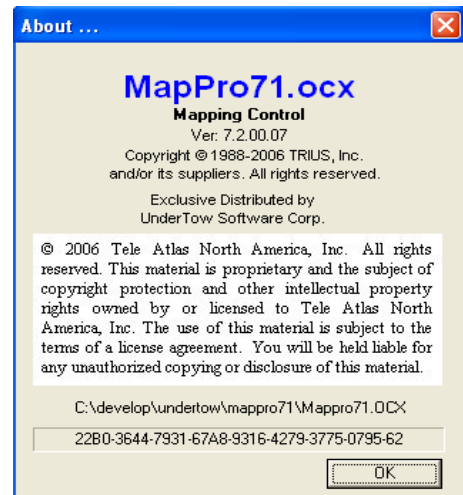 About ...
MapPro71.ocx
Mapping Control
Ver: 7.2.00.07
Copyright © 1988-2006 TRIUS, Inc.
and/or its suppliers. All rights reserved.
Exclusive Distributed by
UnderTow Software Corp.
© 2006 Tele Atlas North America, Inc. All rights
reserved. This material is proprietary and the subject of
copyright protection and other intellectual property
rights owned by or licensed to Tele Atlas North
America, Inc. The use of this material is subject to the
terms of a license agreement. You will be held liable for
any unauthorized copying or disclosure of this material.
C:\develop\undertow\mappro71\Mappro71.OCX
22B0-3644-7931-67A8-9316-4279-3775-0795-62
OK